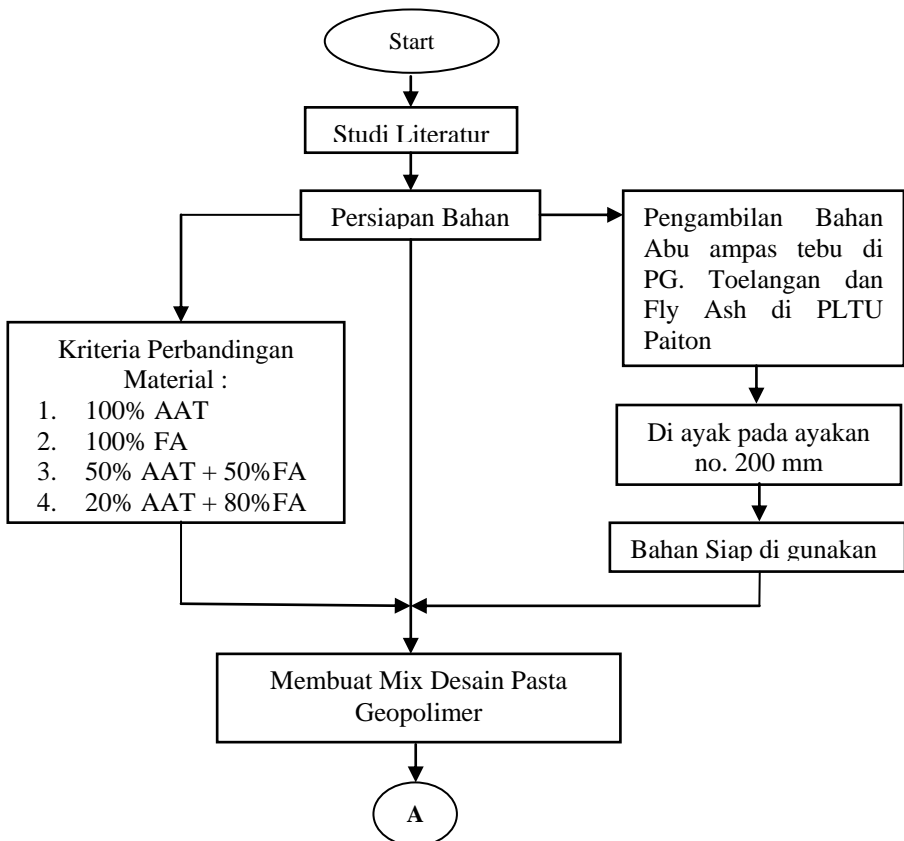 Start
Studi Literatur
Persiapan Bahan
Pengambilan Bahan
Abu ampas tebu di
PG. Toelangan dan
Fly Ash di PLTU
Paiton
Kriteria Perbandingan
Material :
1. 100% AAT
2. 100% FA
3. 50% AAT + 50%FA
4. 20% AAT + 80%FA
Di ayak pada ayakan
no. 200 mm
Bahan Siap di gunakan
Membuat Mix Desain Pasta
Geopolimer
A